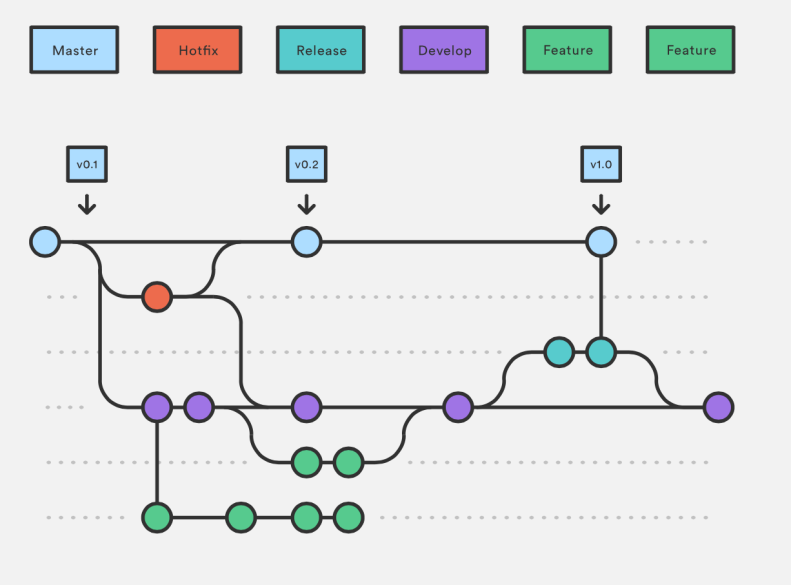 Master
Hotfix
Release
Develop
Feature
Feature
v0.1
v0.2
v1.0